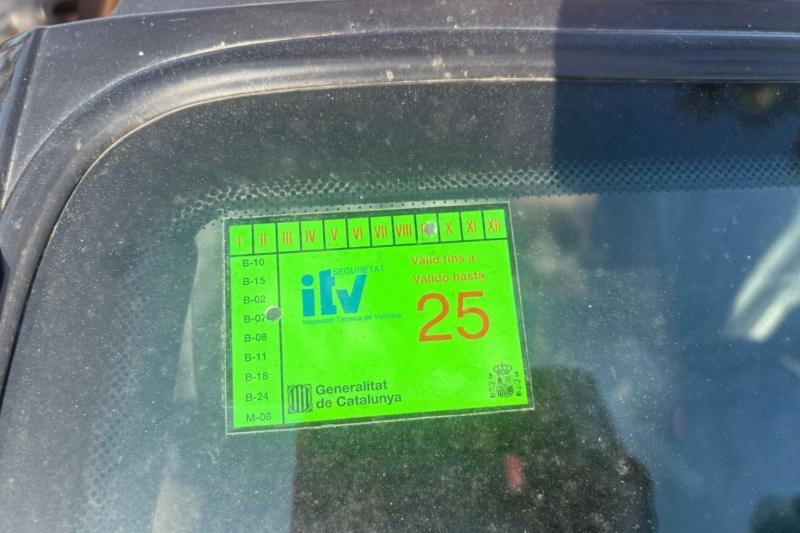 I II III IV V VI VII VIII X XI XII
B-10
B-15
B-02
B-07
B-08
B-11
B-18
B-24
M-08
SEGURETAT
itv
Inspecció Tècnica de Vehicles
Vàlid fins a
Válido hasta
25
Generalitat
de Catalunya